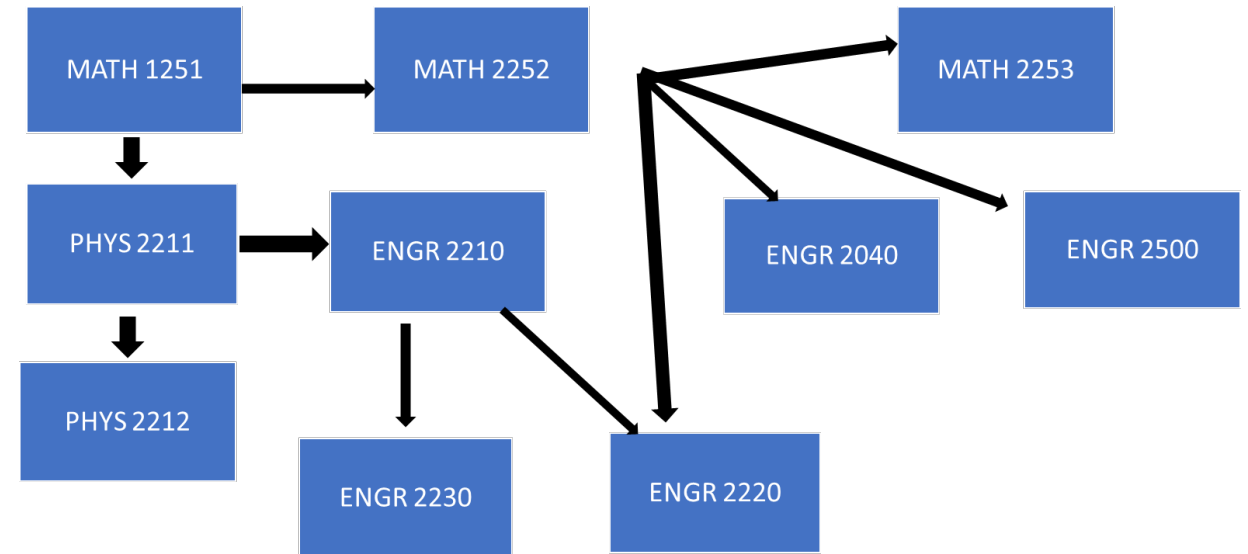 MATH 1251
MATH 2252
MATH 2253
PHYS 2211
ENGR 2210
ENGR 2040
ENGR 2500
PHYS 2212
ENGR 2230
ENGR 2220